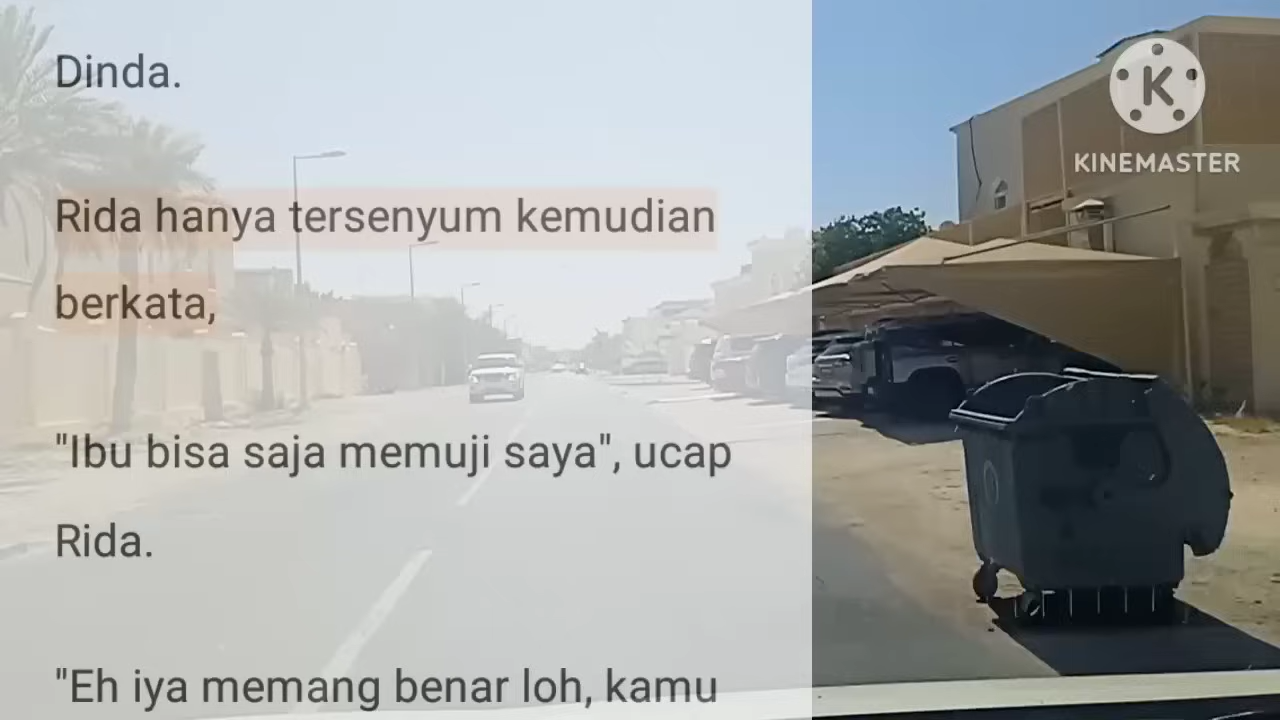 Dinda.
Rida hanya tersenyum kemudian
berkata,
"Ibu bisa saja memuji saya", ucap
Rida.
"Eh iya memang benar loh, kamu
K
KINEMASTER